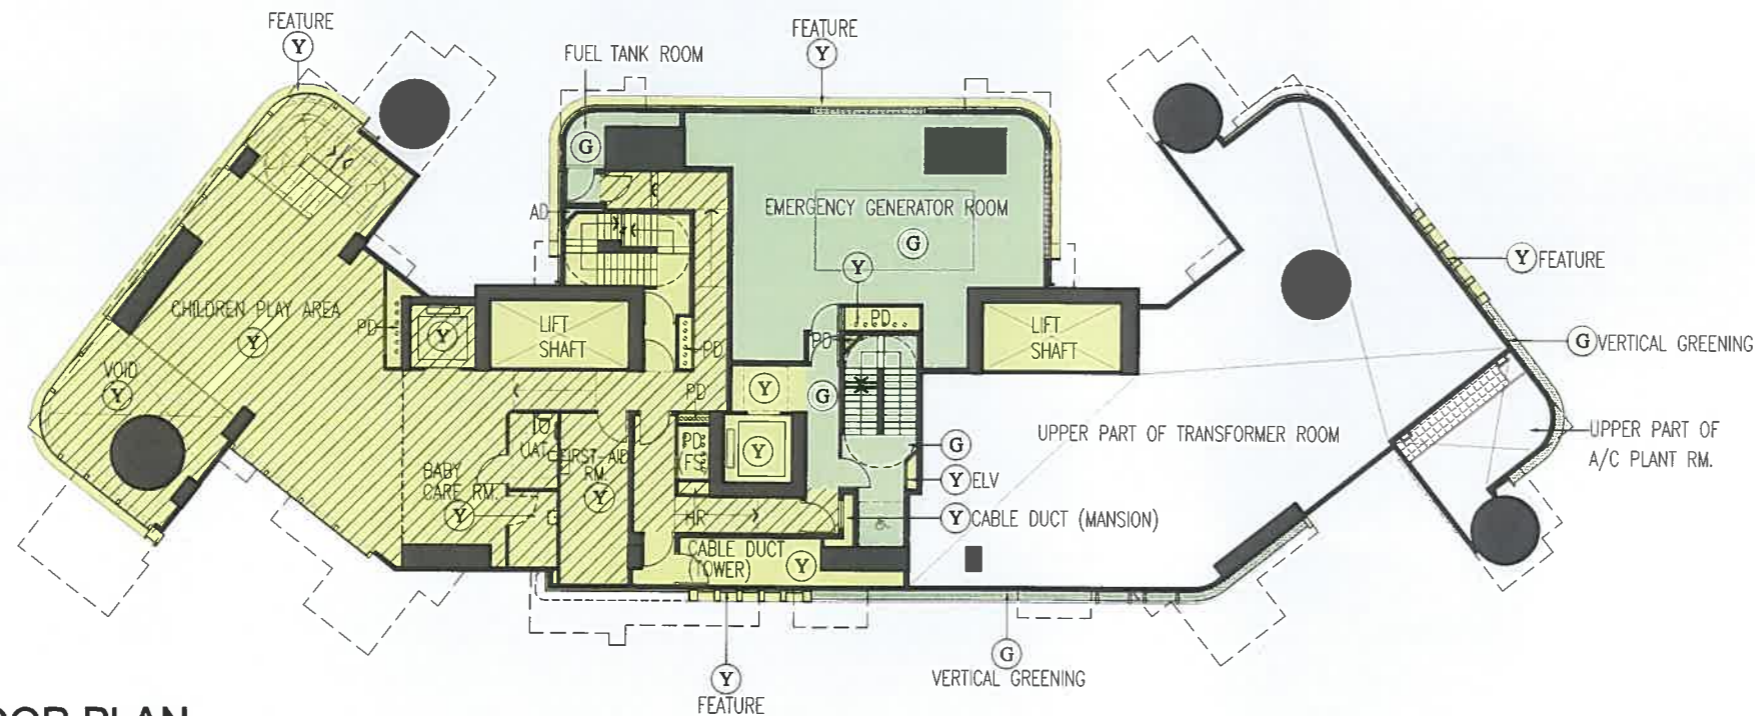 FEATURE
Y
FUEL TANK ROOM
FEATURE
Y
G
AD
EMERGENCY GENERATOR ROOM
G
Y
Y FEATURE
CHILDREN PLAY AREA
Y
PD
Y
LIFT
SHAFT
PD
PD
PD
LIFT
SHAFT
G VERTICAL GREENING
VOID
Y
PD
Y
G
UPPER PART OF TRANSFORMER ROOM
UPPER PART OF
A/C PLANT RM.
UAT
FIRST-AID
RM.
Y
PD
(FS)
Y
G
BABY
CARE RM.
Y
Y ELV
HR
Y CABLE DUCT (MANSION)
CABLE DUCT
(TOWER)
Y
G
VERTICAL GREENING
Y
FEATURE